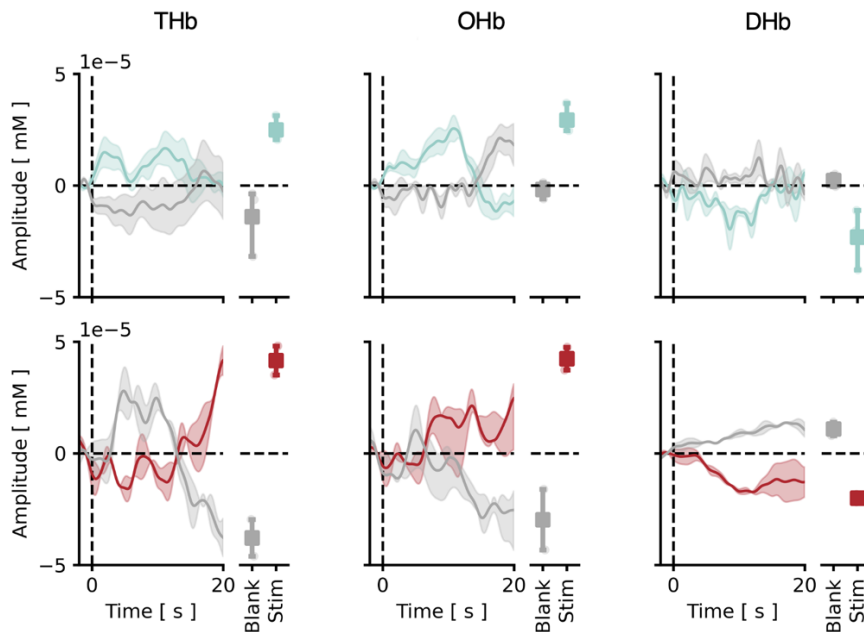 THb OHb DHb
1e−5
5
0
−5
Amplitude [ mM ]
1e−5
5
0
−5
Amplitude [ mM ]
0 20 0 20 0 20
Time [ s ] Time [ s ] Time [ s ]
Blank Stim Blank Stim Blank Stim